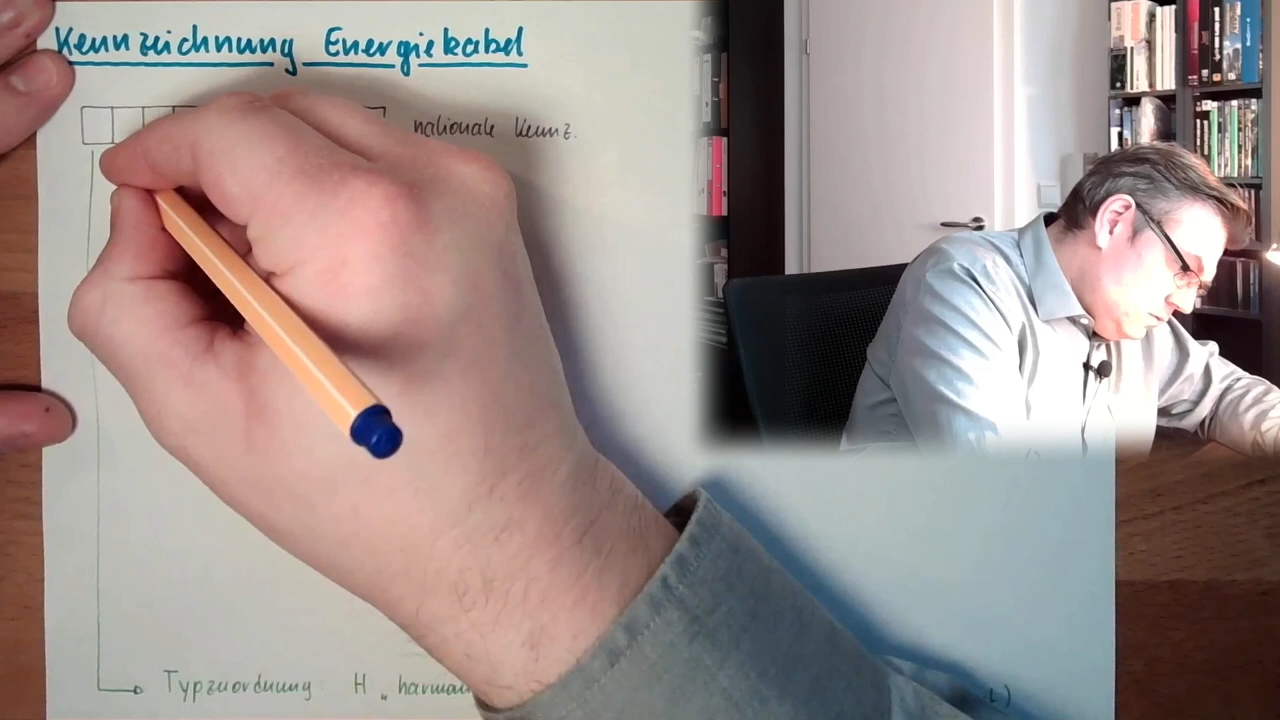 Kennzeichnung Energiekabel
nationale Kennz.
Typzuordnung: H „ harmon